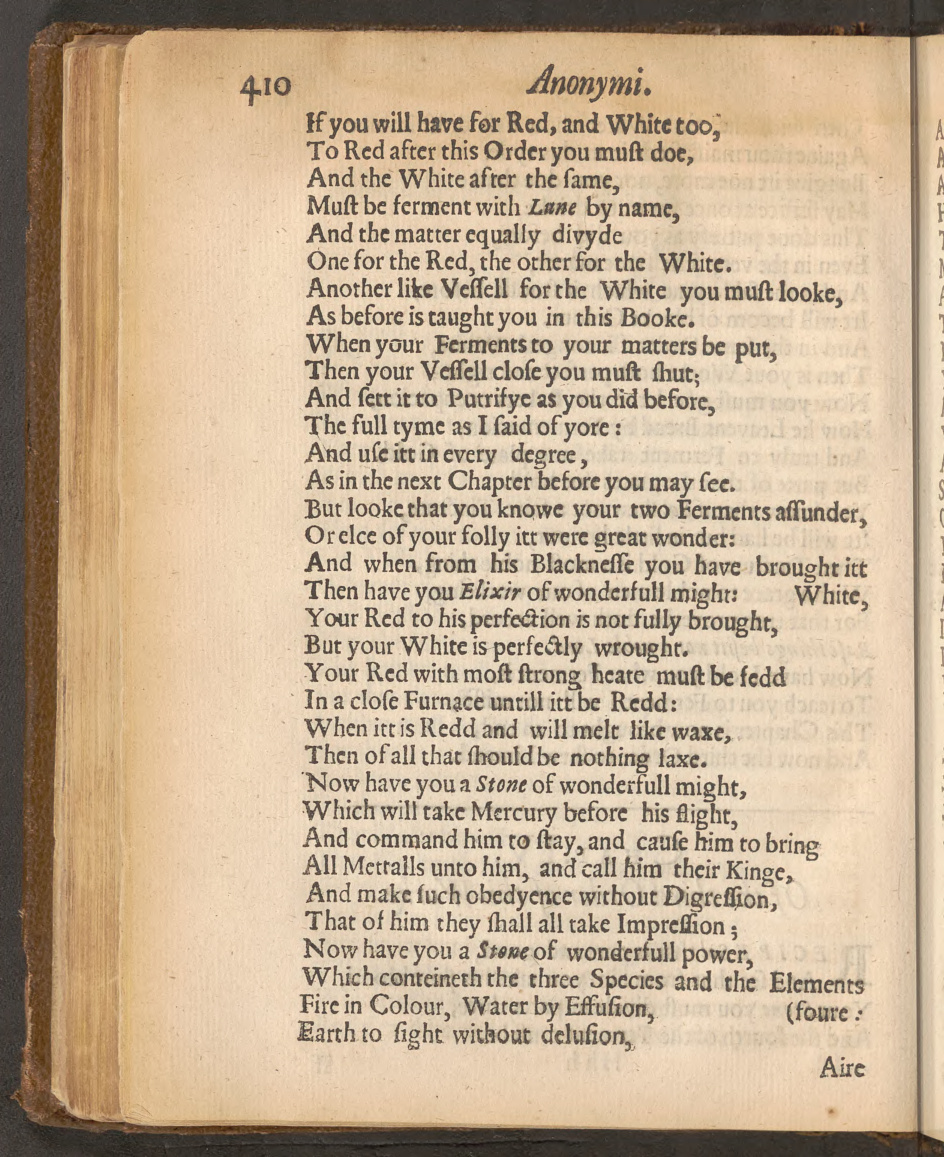 410 Anonymi.
If you will have for Red, and White too,
To Red after this Order you muſt doe,
And the White after the ſame,
Muſt be ferment with Lune by name,
And the matter equally divyde
One for the Red, the other for the White.
Another like Veſſell for the White you muſt looke,
As before is taught you in this Booke.
When your Ferments to your matters be put,
Then your Veſſell cloſe you muſt ſhut;
And ſett it to Putrifye as you did before,
The full tyme as I ſaid of yore :
And uſe itt in every degree,
As in the next Chapter before you may ſee.
But looke that you knowe your two Ferments aſſunder,
Or elce of your folly itt were great wonder:
And when from his Blackneſſe you have brought itt
Then have you Elixir of wonderfull might: White,
Your Red to his perfection is not fully brought,
But your White is perfectly wrought.
Your Red with moſt ſtrong heate muſt be fedd
In a cloſe Furnace untill itt be Redd:
When itt is Redd and will melt like waxe,
Then of all that ſhould be nothing laxe.
Now have you a Stone of wonderfull might,
Which will take Mercury before his flight,
And command him to ſtay, and cauſe him to bring
All Mettalls unto him, and call him their Kinge,
And make ſuch obedyence without Digreſſion,
That of him they ſhall all take Impreſſion ;
Now have you a Stone of wonderfull power,
Which conteineth the three Species and the Elements
Fire in Colour, Water by Effuſion, (foure :
Earth to ſight without deluſion,
Aire